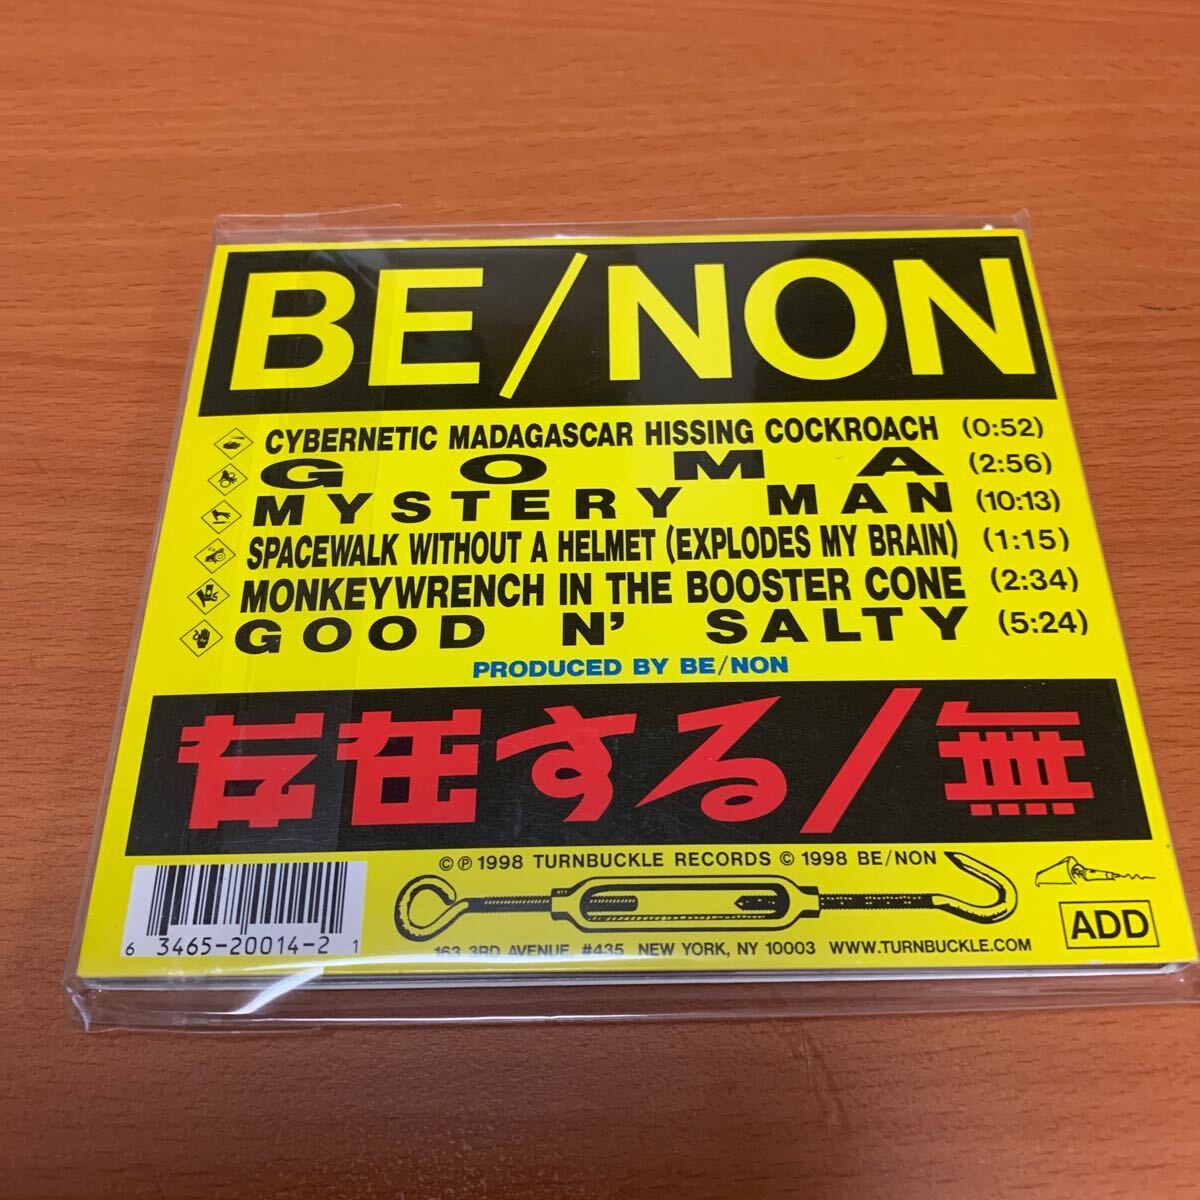 BE/NON
CYBERNETIC MADAGASCAR HISSING COCKROACH (0:52)
GOMA (2:56)
MYSTERY MAN (10:13)
SPACEWALK WITHOUT A HELMET (EXPLODES MY BRAIN) (1:15)
MONKEYWRENCH IN THE BOOSTER CONE (2:34)
GOOD N' SALTY (5:24)
PRODUCED BY BE/NON
存在する/無
©℗1998 TURNBUCKLE RECORDS © 1998 BE/NON
163 3RD AVENUE, #435 NEW YORK, NY 10003 WWW.TURNBUCKLE.COM
6 3465-20014-2 1
ADD